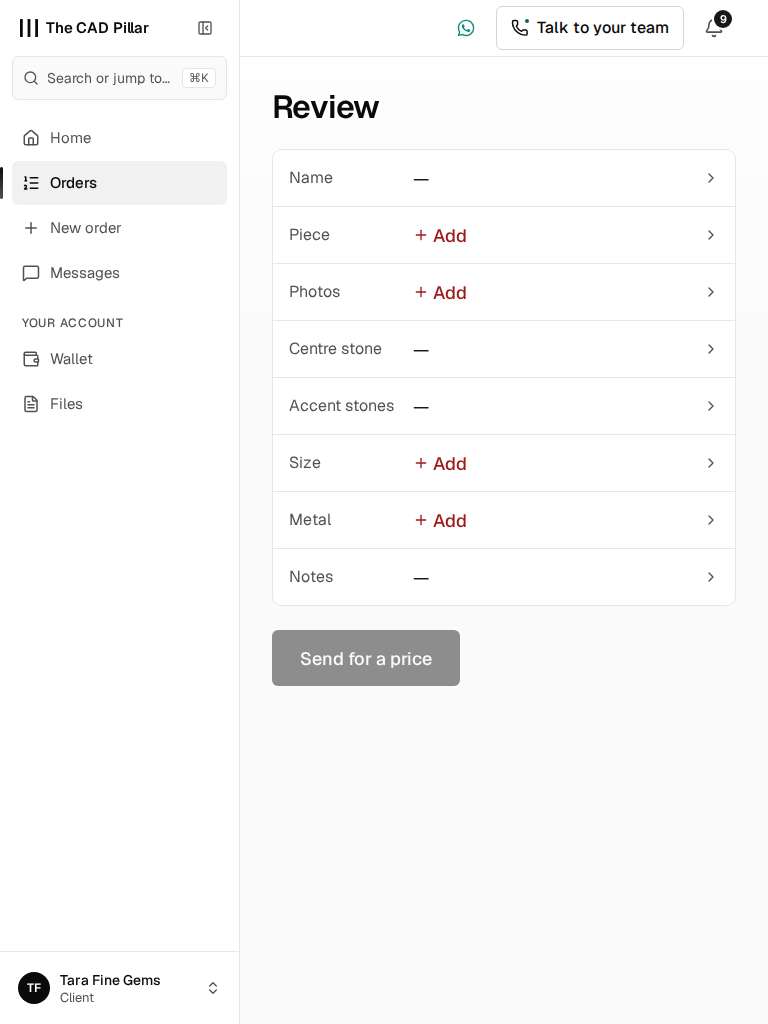 The CAD Pillar
Search or jump to… ⌘K
Home
Orders
New order
Messages
YOUR ACCOUNT
Wallet
Files
TF
Tara Fine Gems
Client
Talk to your team
9
Review
Name —
Piece + Add
Photos + Add
Centre stone —
Accent stones —
Size + Add
Metal + Add
Notes —
Send for a price